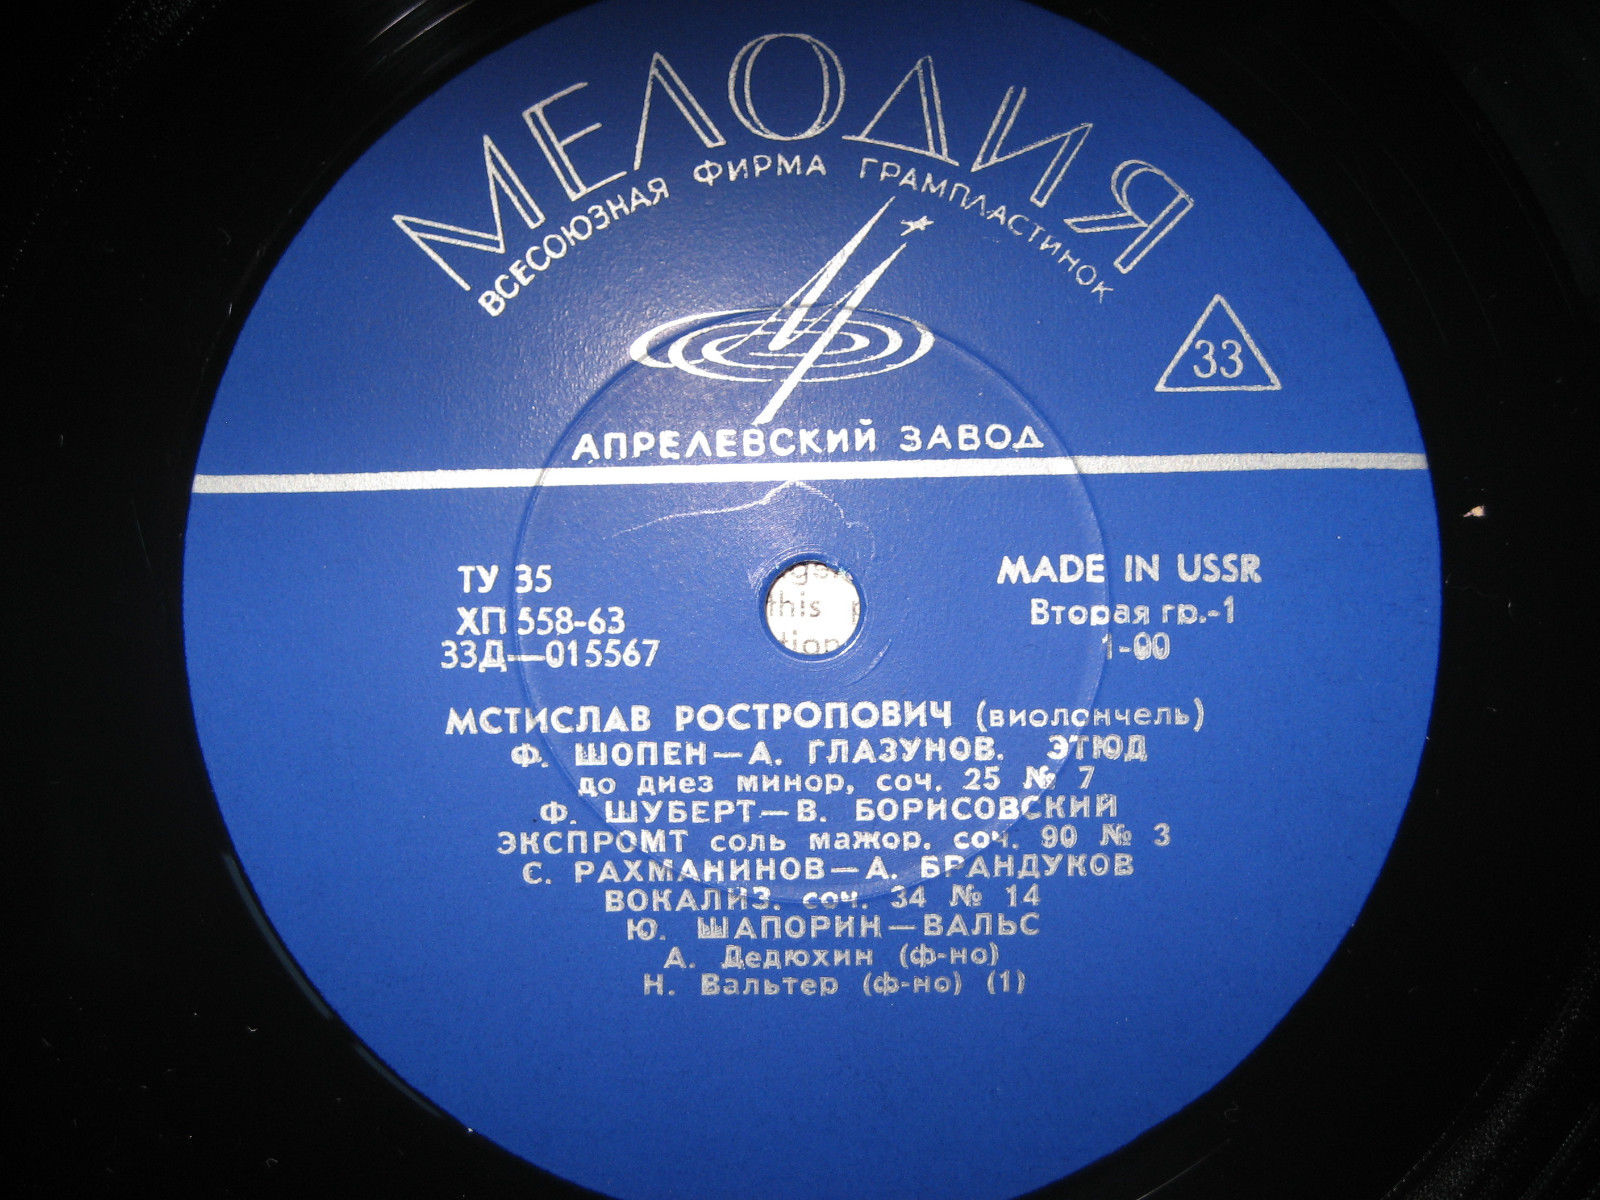 МЕЛОДИЯ
ВСЕСОЮЗНАЯ ФИРМА ГРАМПЛАСТИНОК
33
АПРЕЛЕВСКИЙ ЗАВОД
ТУ 35
ХП 558-63
33Д—015567
this
MADE IN USSR
Вторая гр.-1
1-00
МСТИСЛАВ РОСТРОПОВИЧ (виолончель)
Ф. ШОПЕН—А. ГЛАЗУНОВ. ЭТЮД
до диез минор, соч. 25 № 7
Ф. ШУБЕРТ—В. БОРИСОВСКИЙ
ЭКСПРОМТ соль мажор. соч. 90 № 3
С. РАХМАНИНОВ—А. БРАНДУКОВ
ВОКАЛИЗ. соч. 34 № 14
Ю. ШАПОРИН—ВАЛЬС
А. Дедюхин (ф-но)
Н. Вальтер (ф-но) (1)